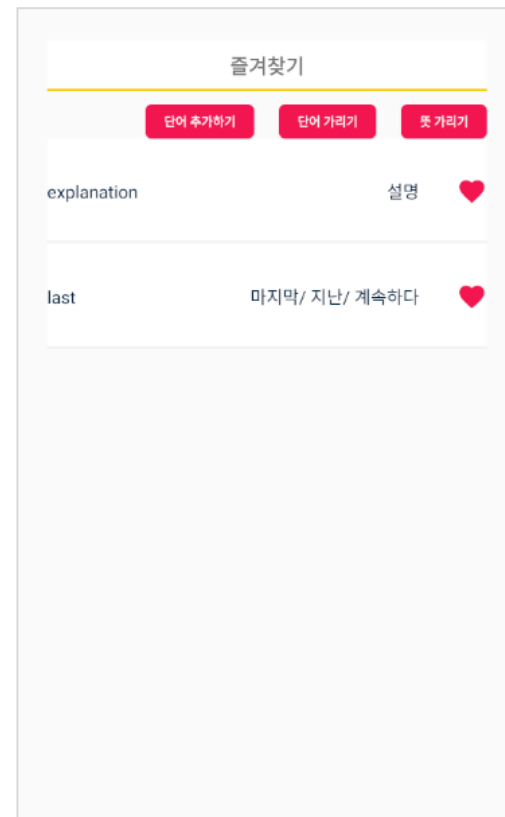 즐겨찾기
단어 추가하기 단어 가리기 뜻 가리기
explanation 설명
last 마지막/ 지난/ 계속하다